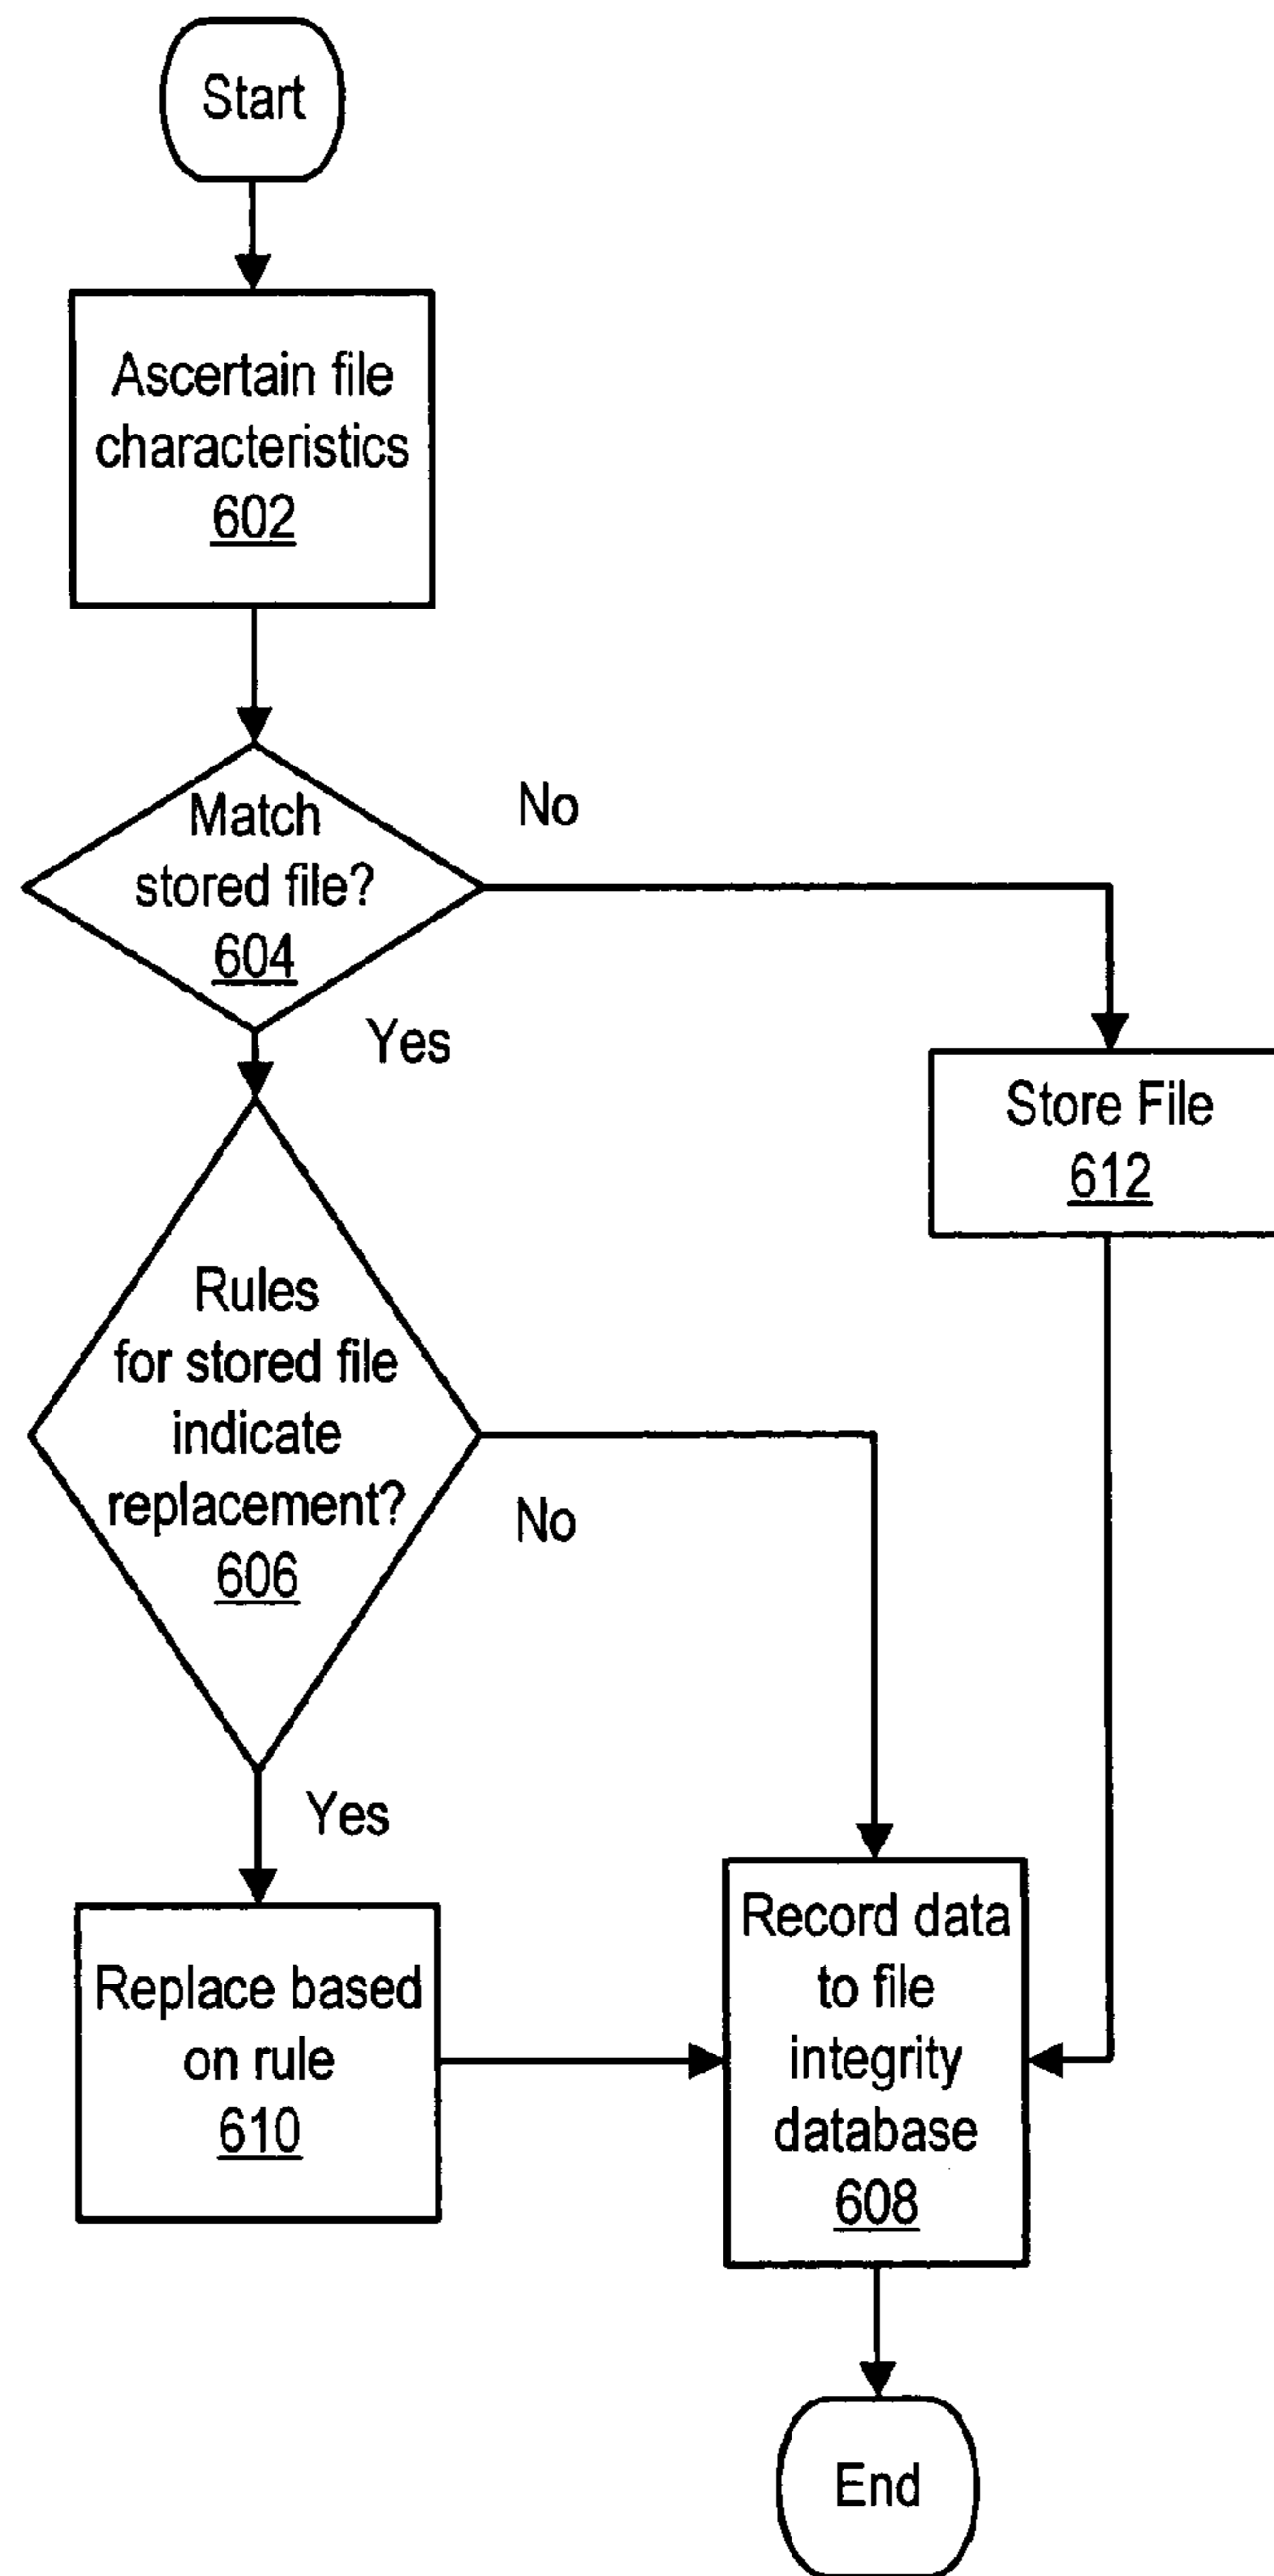 Start
Ascertain file
characteristics
602
Match
stored file?
604
No
Yes
Store File
612
Rules
for stored file
indicate
replacement?
606
No
Yes
Replace based
on rule
610
Record data
to file
integrity
database
608
End